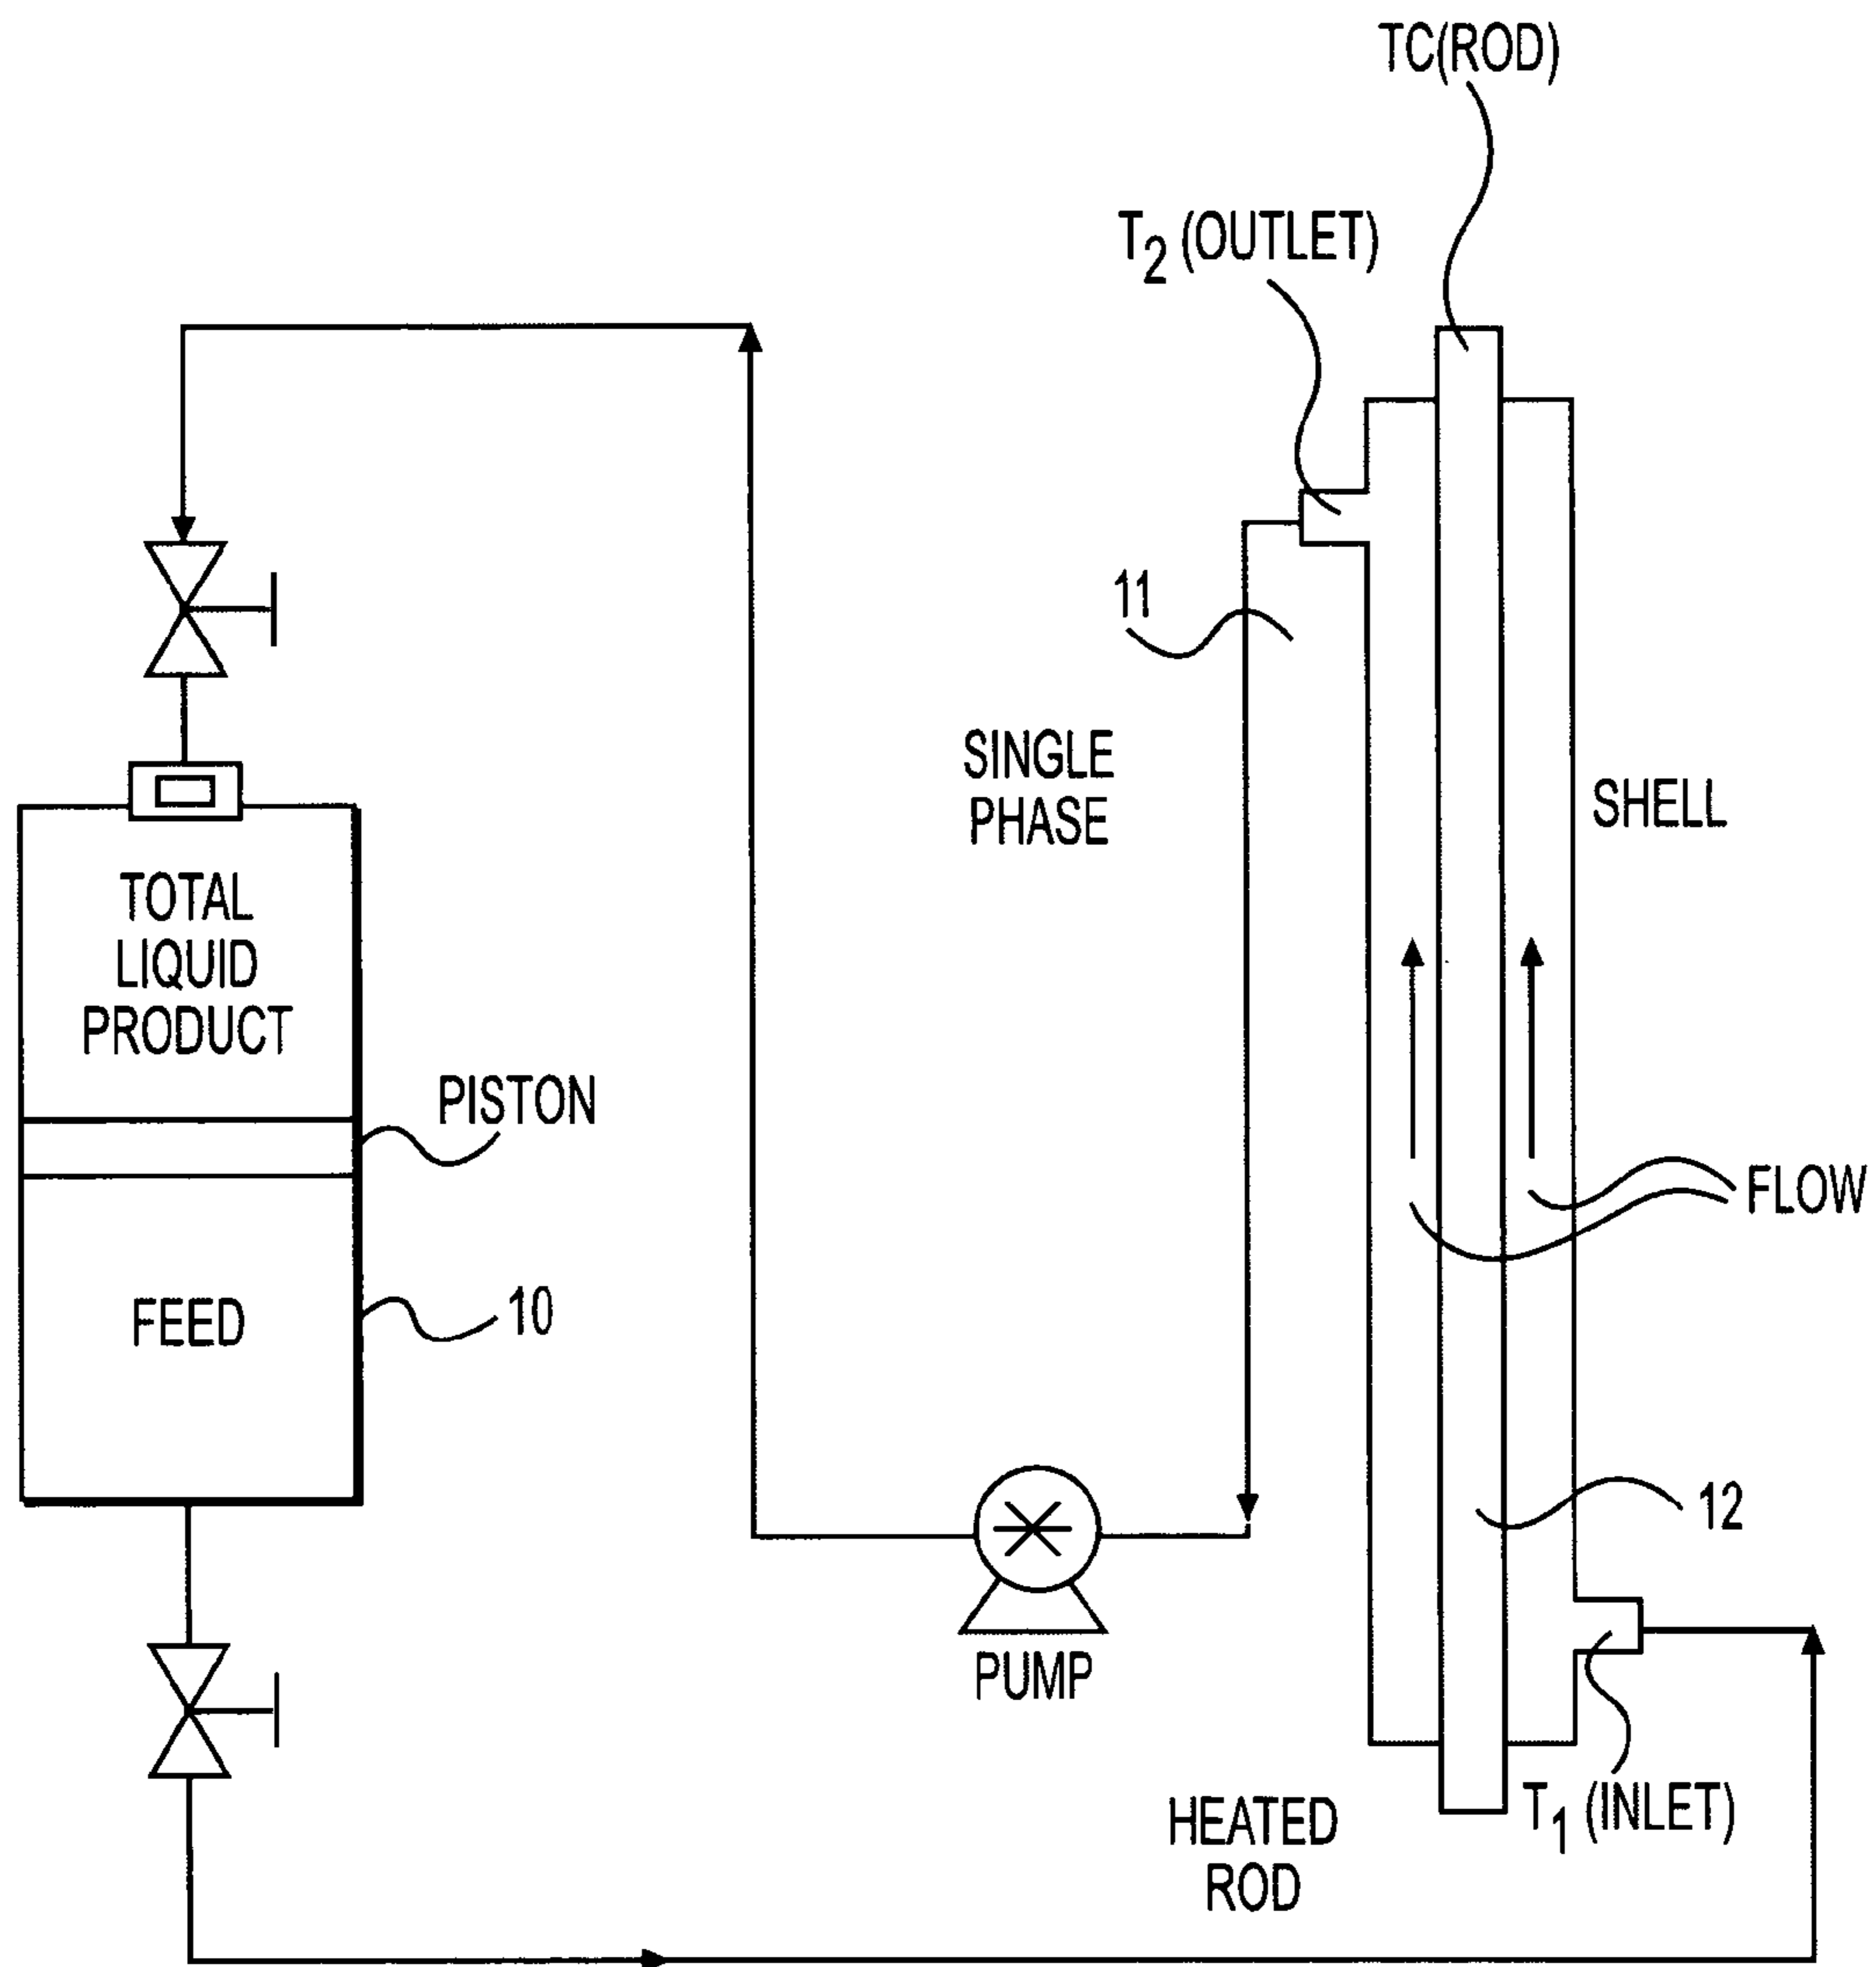 TC(ROD)
T2 (OUTLET)
11
SINGLE
PHASE
SHELL
TOTAL
LIQUID
PRODUCT
PISTON
FLOW
FEED
10
12
PUMP
T1 (INLET)
HEATED
ROD